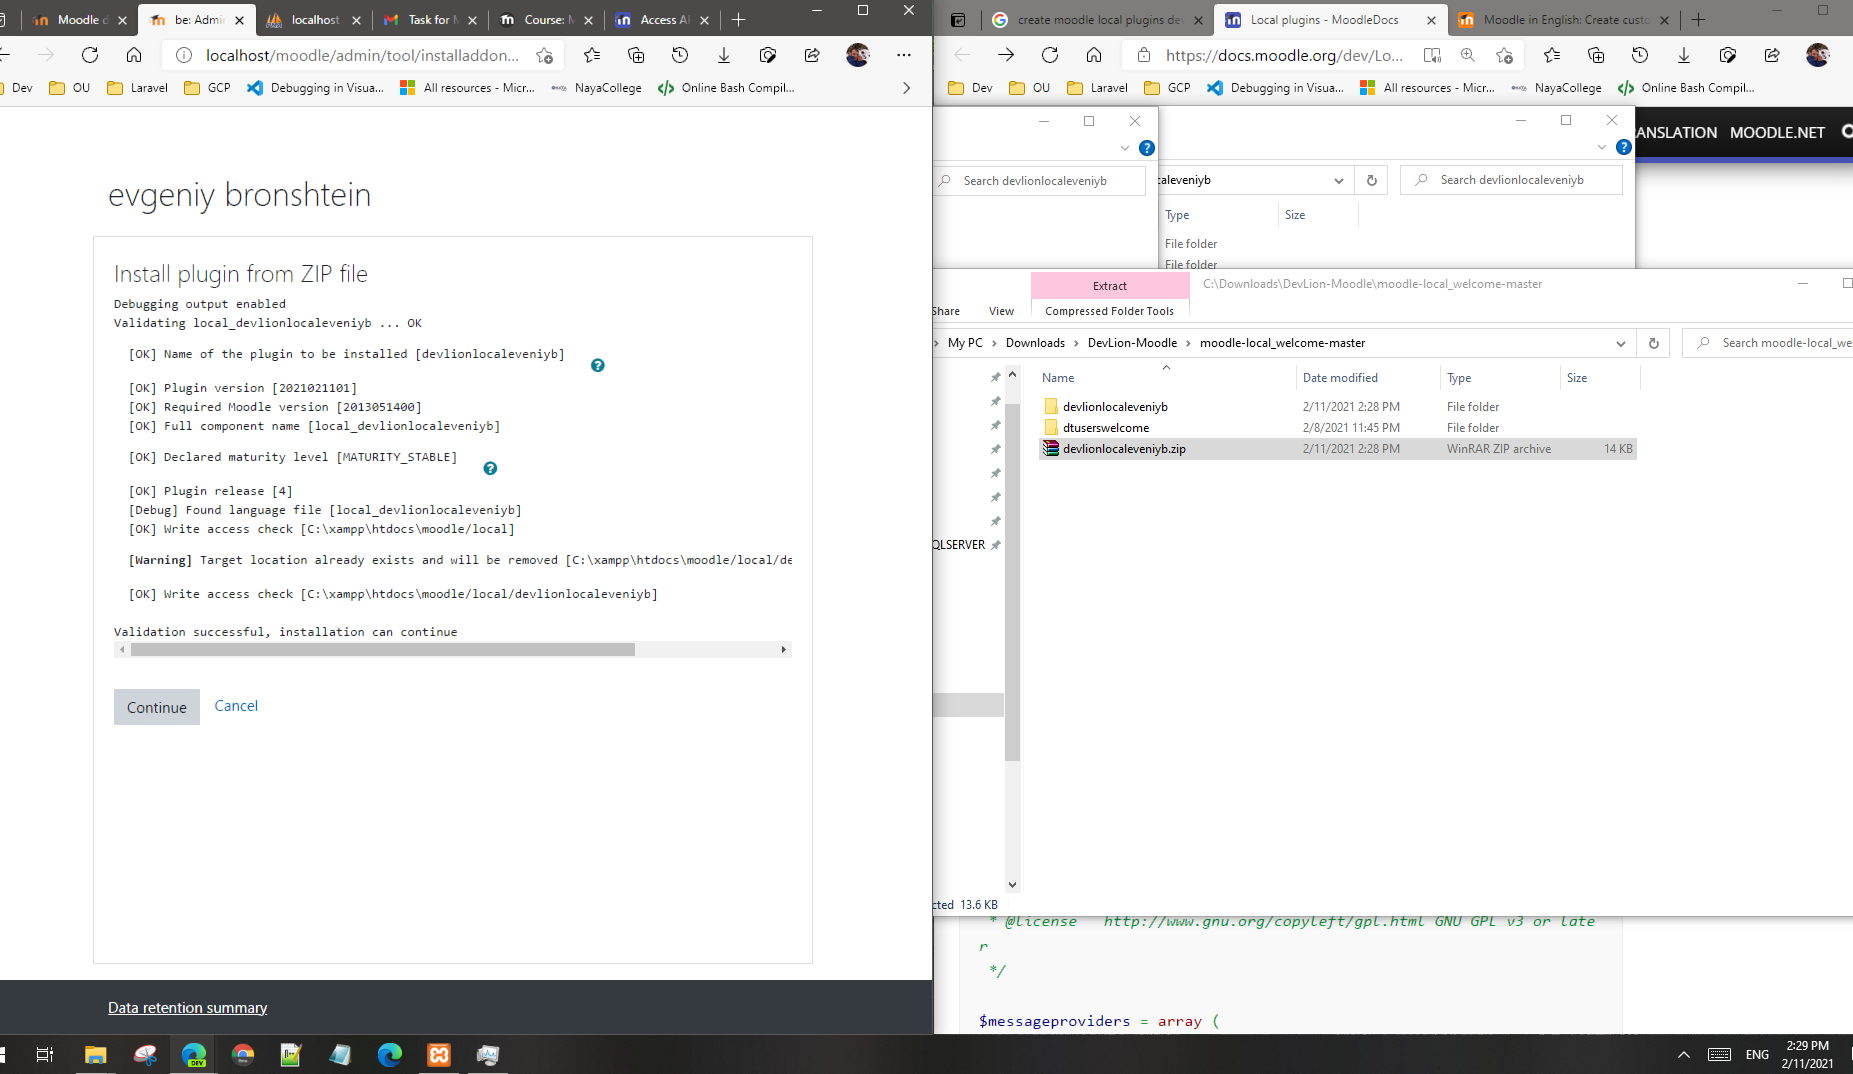 Moodle d
be: Admi
localhost
Task for M
Course: M
Access Al
localhost/moodle/admin/tool/installaddon...
Dev
OU
Laravel
GCP
Debugging in Visua...
All resources - Micr...
NayaCollege
Online Bash Compil...
evgeniy bronshtein
Install plugin from ZIP file
Debugging output enabled
Validating local_devlionlocaleveniyb ... OK
[OK] Name of the plugin to be installed [devlionlocaleveniyb]
[OK] Plugin version [2021021101]
[OK] Required Moodle version [2013051400]
[OK] Full component name [local_devlionlocaleveniyb]
[OK] Declared maturity level [MATURITY_STABLE]
[OK] Plugin release [4]
[Debug] Found language file [local_devlionlocaleveniyb]
[OK] Write access check [C:\xampp\htdocs\moodle/local]
[Warning] Target location already exists and will be removed [C:\xampp\htdocs\moodle/local/de
[OK] Write access check [C:\xampp\htdocs\moodle/local/devlionlocaleveniyb]
Validation successful, installation can continue
Continue
Cancel
Data retention summary
create moodle local plugins de
Local plugins - MoodleDocs
Moodle in English: Create custo
https://docs.moodle.org/dev/Lo...
Dev
OU
Laravel
GCP
Debugging in Visua...
All resources - Micr...
NayaCollege
Online Bash Compil...
ANSLATION
MOODLE.NET
Search devlionlocaleveniyb
caleveniyb
Search devlionlocaleveniyb
Type
Size
File folder
File folder
Extract
C:\Downloads\DevLion-Moodle\moodle-local_welcome-master
Share
View
Compressed Folder Tools
My PC > Downloads > DevLion-Moodle > moodle-local_welcome-master
Search moodle-local_we
Name
Date modified
Type
Size
devlionlocaleveniyb
2/11/2021 2:28 PM
File folder
dtuserswelcome
2/8/2021 11:45 PM
File folder
devlionlocaleveniyb.zip
2/11/2021 2:28 PM
WinRAR ZIP archive
14 KB
QLSERVER
cted 13.6 KB
* @license http://www.gnu.org/copyleft/gpl.html GNU GPL v3 or late
r
*/
$messageproviders = array (
DEV
ENG
2:29 PM
2/11/2021